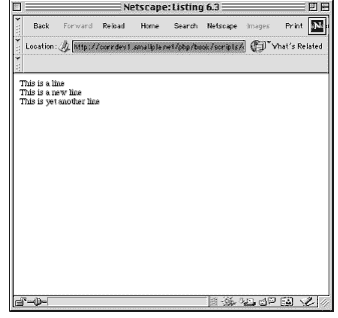 Netscape: Listing 6.3
Back Forward Reload Home Search Netscape Images Print N
Location: What's Related
This is a line
This is a new line
This is yet another line